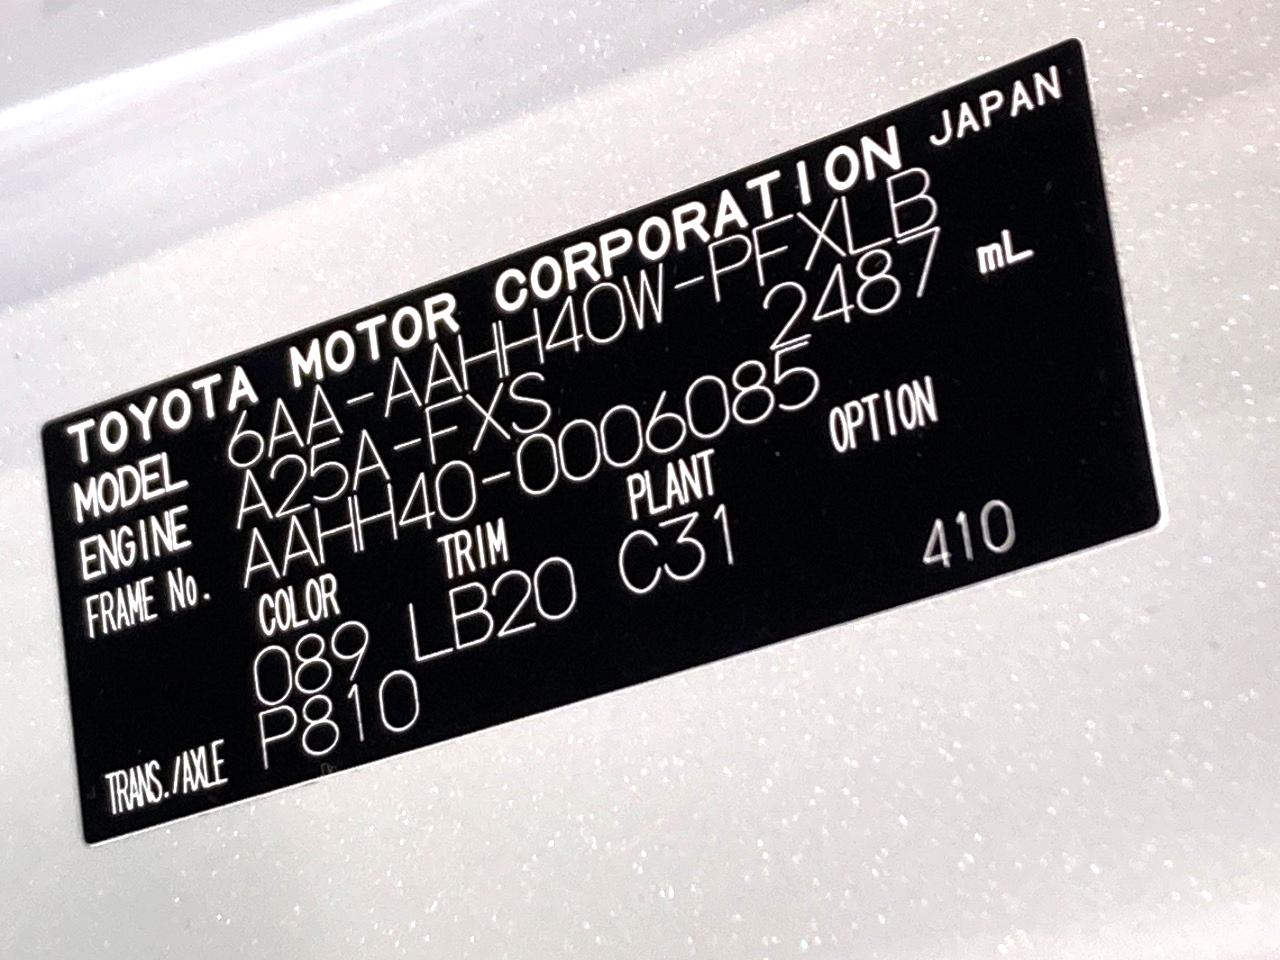 TOYOTA MOTOR CORPORATION JAPAN
MODEL 6AA-AAHH40W-PFXLB
ENGINE A25A-FXS 2487 mL
FRAME No. AAHH40-0006085
COLOR TRIM PLANT OPTION
089 LB20 C31 410
TRANS./AXLE P810